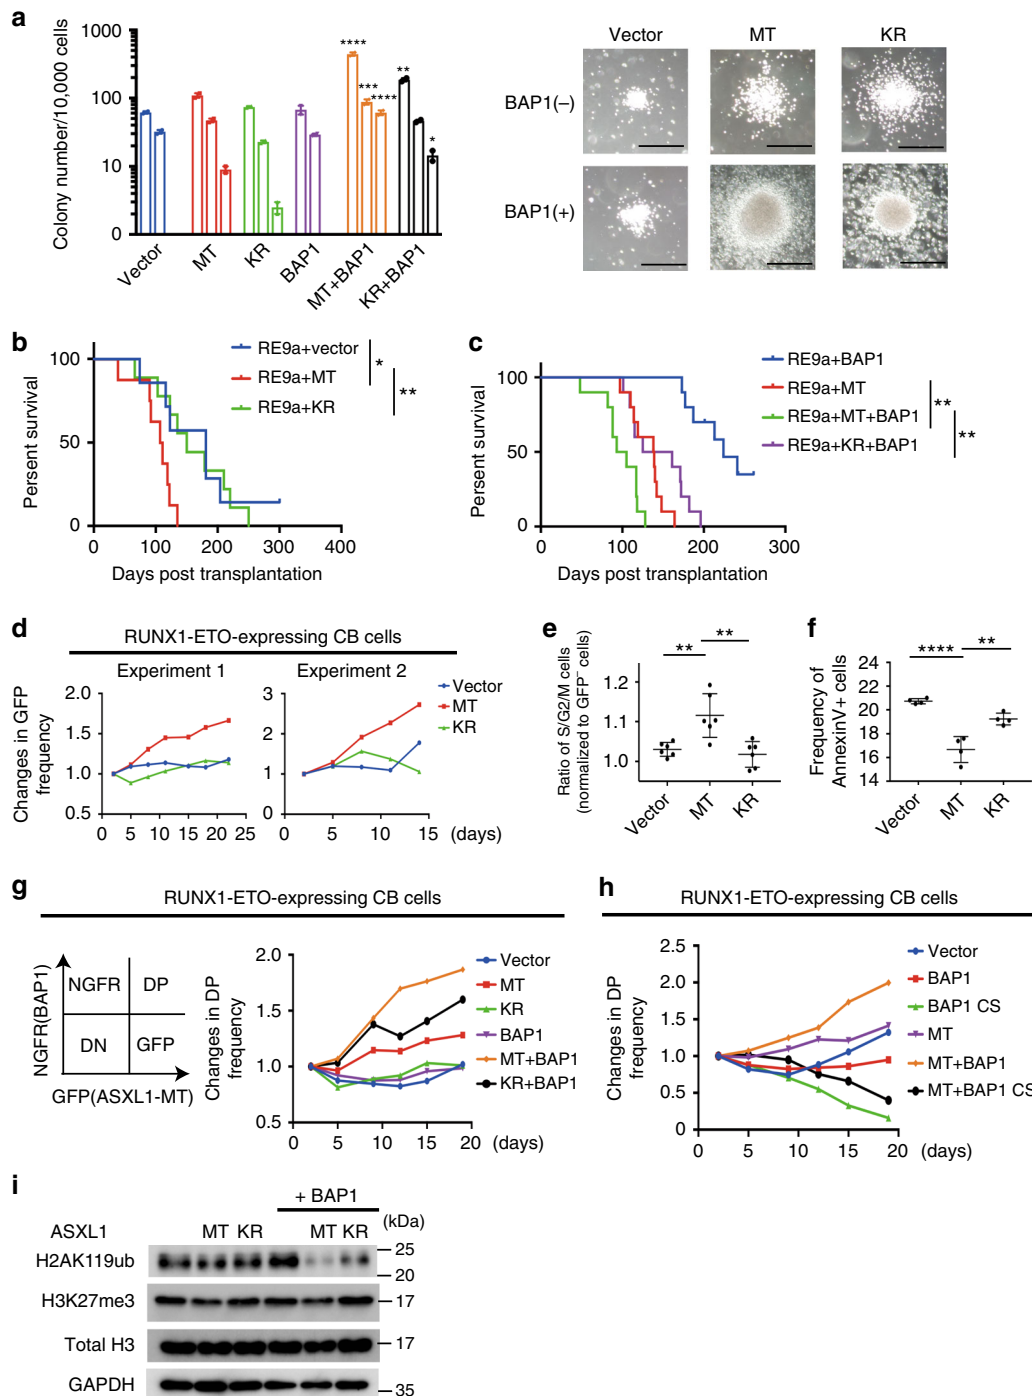 a
Colony number/10,000 cells
1000
100
10
0
Vector
MT
KR
BAP1
MT+BAP1
KR+BAP1
****
***
****
**
*
Vector MT KR
BAP1(–)
BAP1(+)
b
Persent survival
100
50
0
0 100 200 300 400
Days post transplantation
RE9a+vector
RE9a+MT
RE9a+KR
*
**
c
Persent survival
100
50
0
0 100 200 300
Days post transplantation
RE9a+BAP1
RE9a+MT
RE9a+MT+BAP1
RE9a+KR+BAP1
**
**
d
RUNX1-ETO-expressing CB cells
Experiment 1 Experiment 2
Changes in GFP
frequency
2.0
1.5
1.0
0.5
0 5 10 15 20 25
3
2
1
0
0 5 10 15 (days)
Vector
MT
KR
e
Ratio of S/G2/M cells
(normalized to GFP⁻ cells)
1.2
1.1
1.0
** **
Vector
MT
KR
f
Frequency of
AnnexinV+ cells
22
20
18
16
14
**** **
Vector
MT
KR
g
RUNX1-ETO-expressing CB cells
NGFR(BAP1)
NGFR DP
DN GFP
GFP(ASXL1-MT)
Changes in DP
frequency
2.0
1.5
1.0
0.5
0 5 10 15 20 (days)
Vector
MT
KR
BAP1
MT+BAP1
KR+BAP1
h
RUNX1-ETO-expressing CB cells
Changes in DP
frequency
2.5
2.0
1.5
1.0
0.5
0
0 5 10 15 20 (days)
Vector
BAP1
BAP1 CS
MT
MT+BAP1
MT+BAP1 CS
i
+ BAP1
ASXL1 MT KR MT KR (kDa)
H2AK119ub 25
20
H3K27me3 17
Total H3 17
GAPDH 35